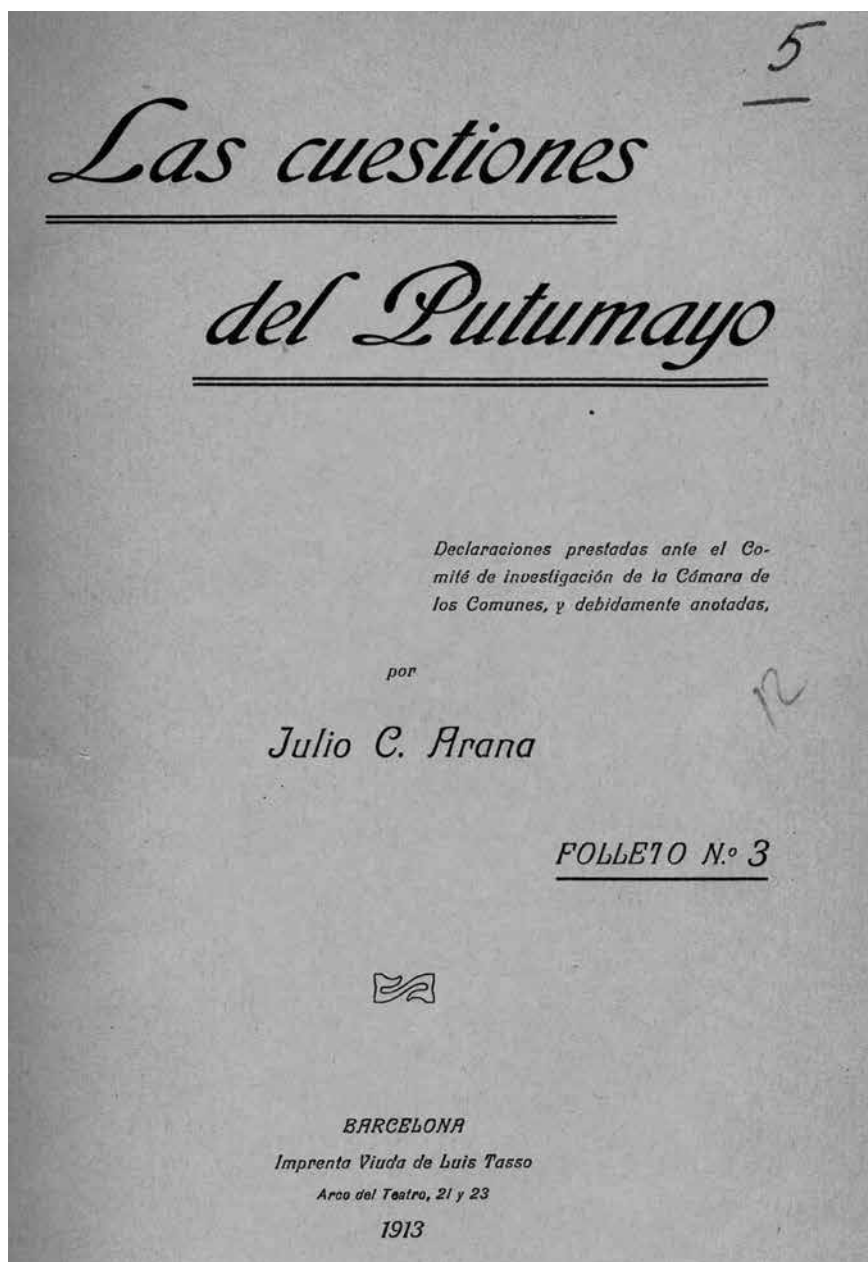 5
Las cuestiones
del Putumayo
Declaraciones prestadas ante el Co-
mité de investigación de la Cámara de
los Comunes, y debidamente anotadas,
por
Julio C. Arana
FOLLETO N.º 3
BARCELONA
Imprenta Viuda de Luis Tasso
Arco del Teatro, 21 y 23
1913